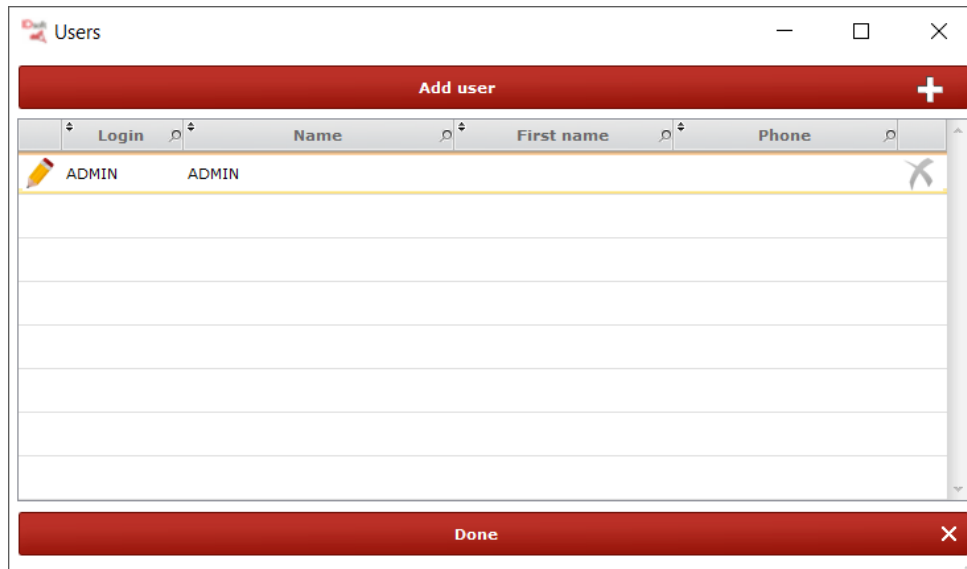 Users
Add user
Login Name First name Phone
ADMIN ADMIN
Done